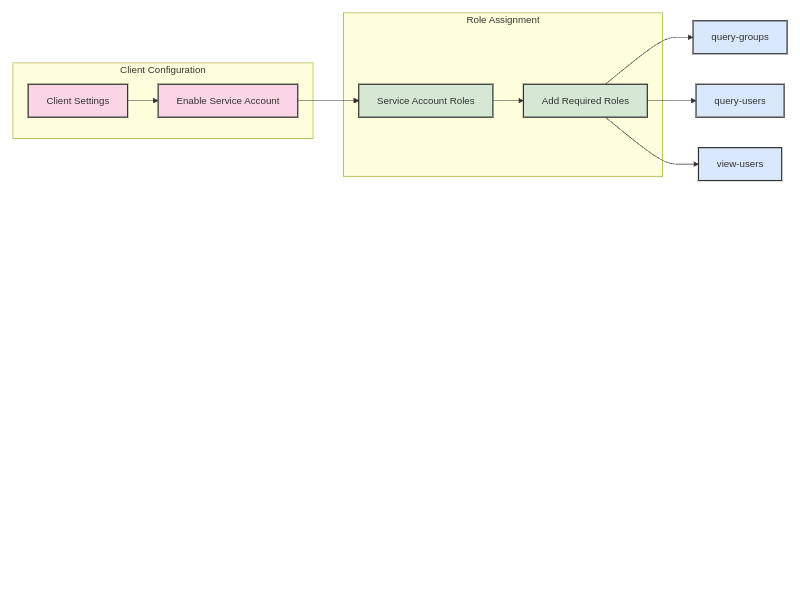 Client Configuration
Client Settings
Enable Service Account
Role Assignment
Service Account Roles
Add Required Roles
query-groups
query-users
view-users